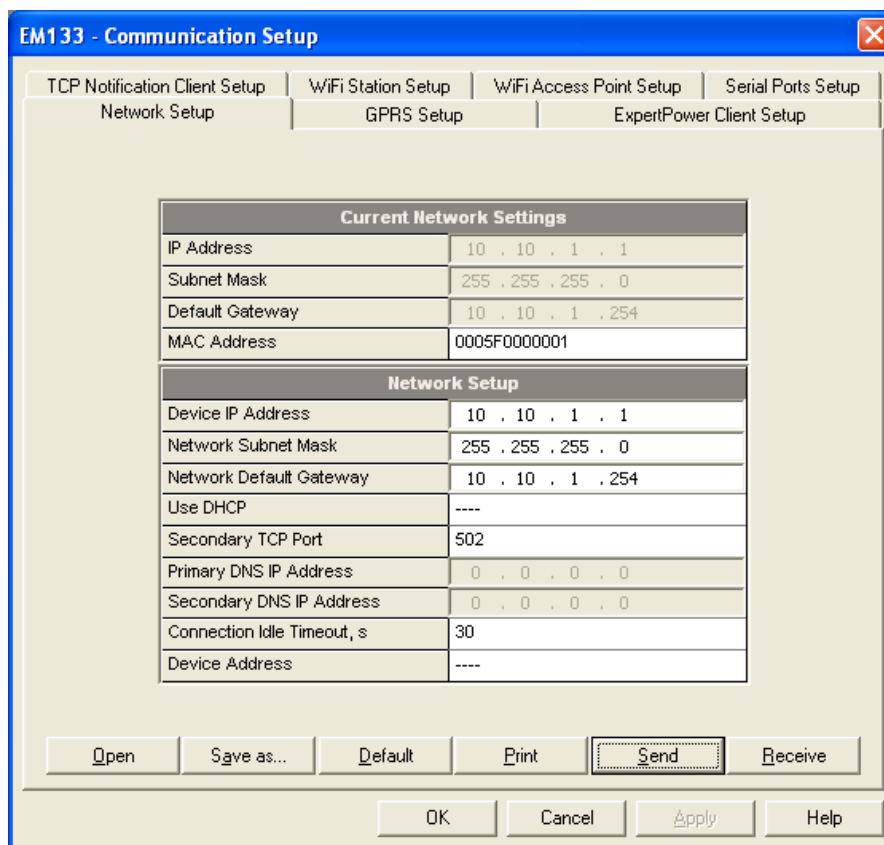 EM133 - Communication Setup
TCP Notification Client Setup WiFi Station Setup WiFi Access Point Setup Serial Ports Setup
Network Setup GPRS Setup ExpertPower Client Setup
Current Network Settings
IP Address 10 . 10 . 1 . 1
Subnet Mask 255 . 255 . 255 . 0
Default Gateway 10 . 10 . 1 . 254
MAC Address 0005F0000001
Network Setup
Device IP Address 10 . 10 . 1 . 1
Network Subnet Mask 255 . 255 . 255 . 0
Network Default Gateway 10 . 10 . 1 . 254
Use DHCP ----
Secondary TCP Port 502
Primary DNS IP Address 0 . 0 . 0 . 0
Secondary DNS IP Address 0 . 0 . 0 . 0
Connection Idle Timeout, s 30
Device Address ----
Open Save as... Default Print Send Receive
OK Cancel Apply Help